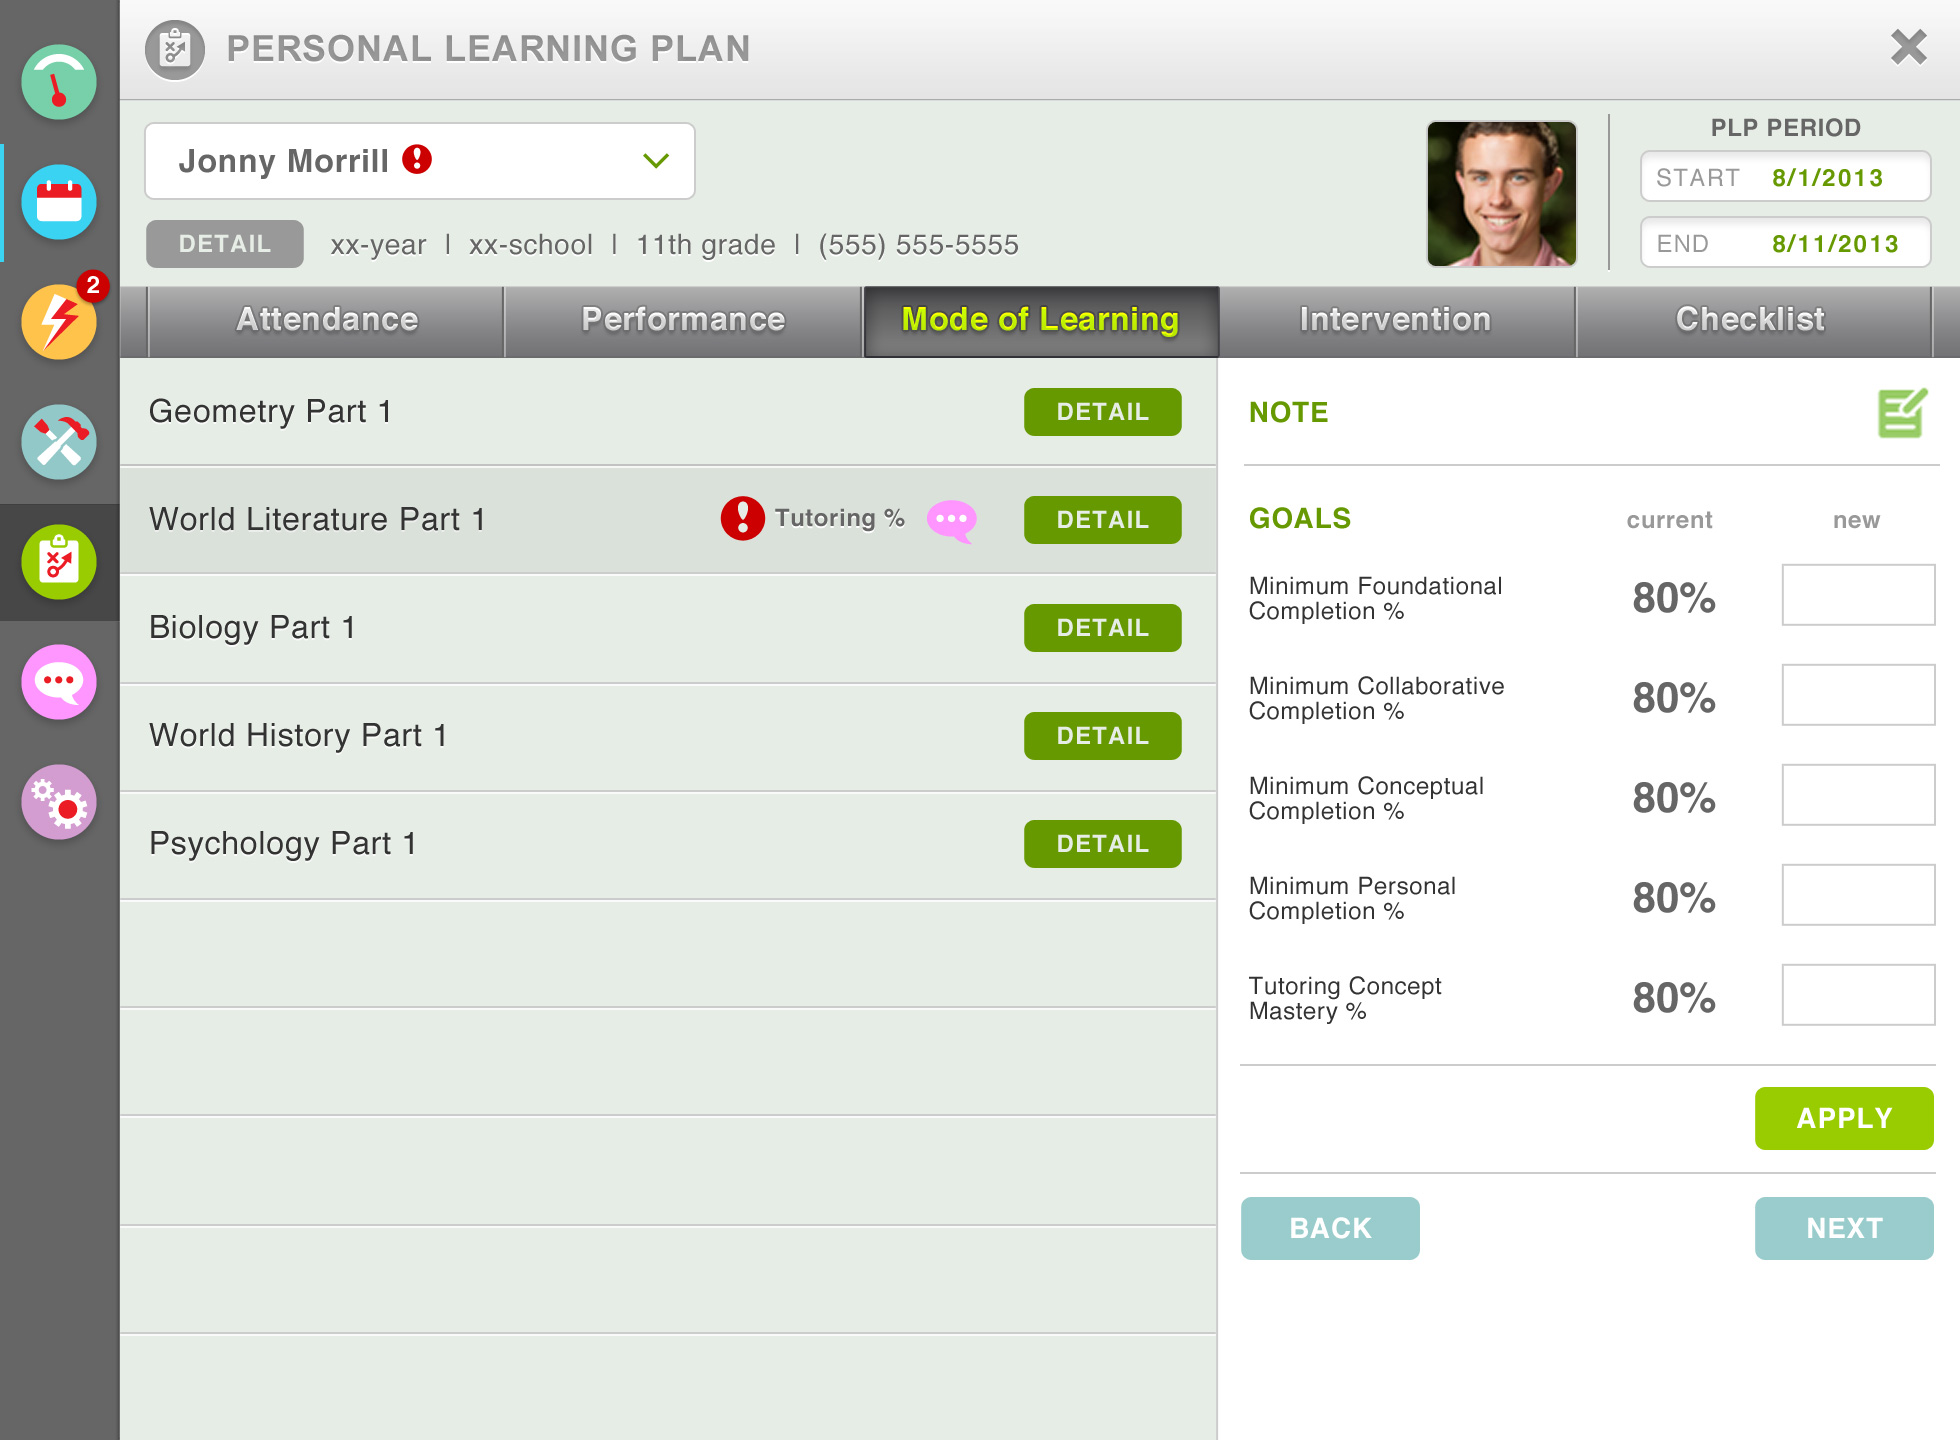 PERSONAL LEARNING PLAN
Jonny Morrill
DETAIL xx-year | xx-school | 11th grade | (555) 555-5555
PLP PERIOD
START 8/1/2013
END 8/11/2013
2
Attendance Performance Mode of Learning Intervention Checklist
Geometry Part 1 DETAIL
World Literature Part 1 Tutoring % DETAIL
Biology Part 1 DETAIL
World History Part 1 DETAIL
Psychology Part 1 DETAIL
NOTE
GOALS current new
Minimum Foundational
Completion % 80%
Minimum Collaborative
Completion % 80%
Minimum Conceptual
Completion % 80%
Minimum Personal
Completion % 80%
Tutoring Concept
Mastery % 80%
APPLY
BACK NEXT